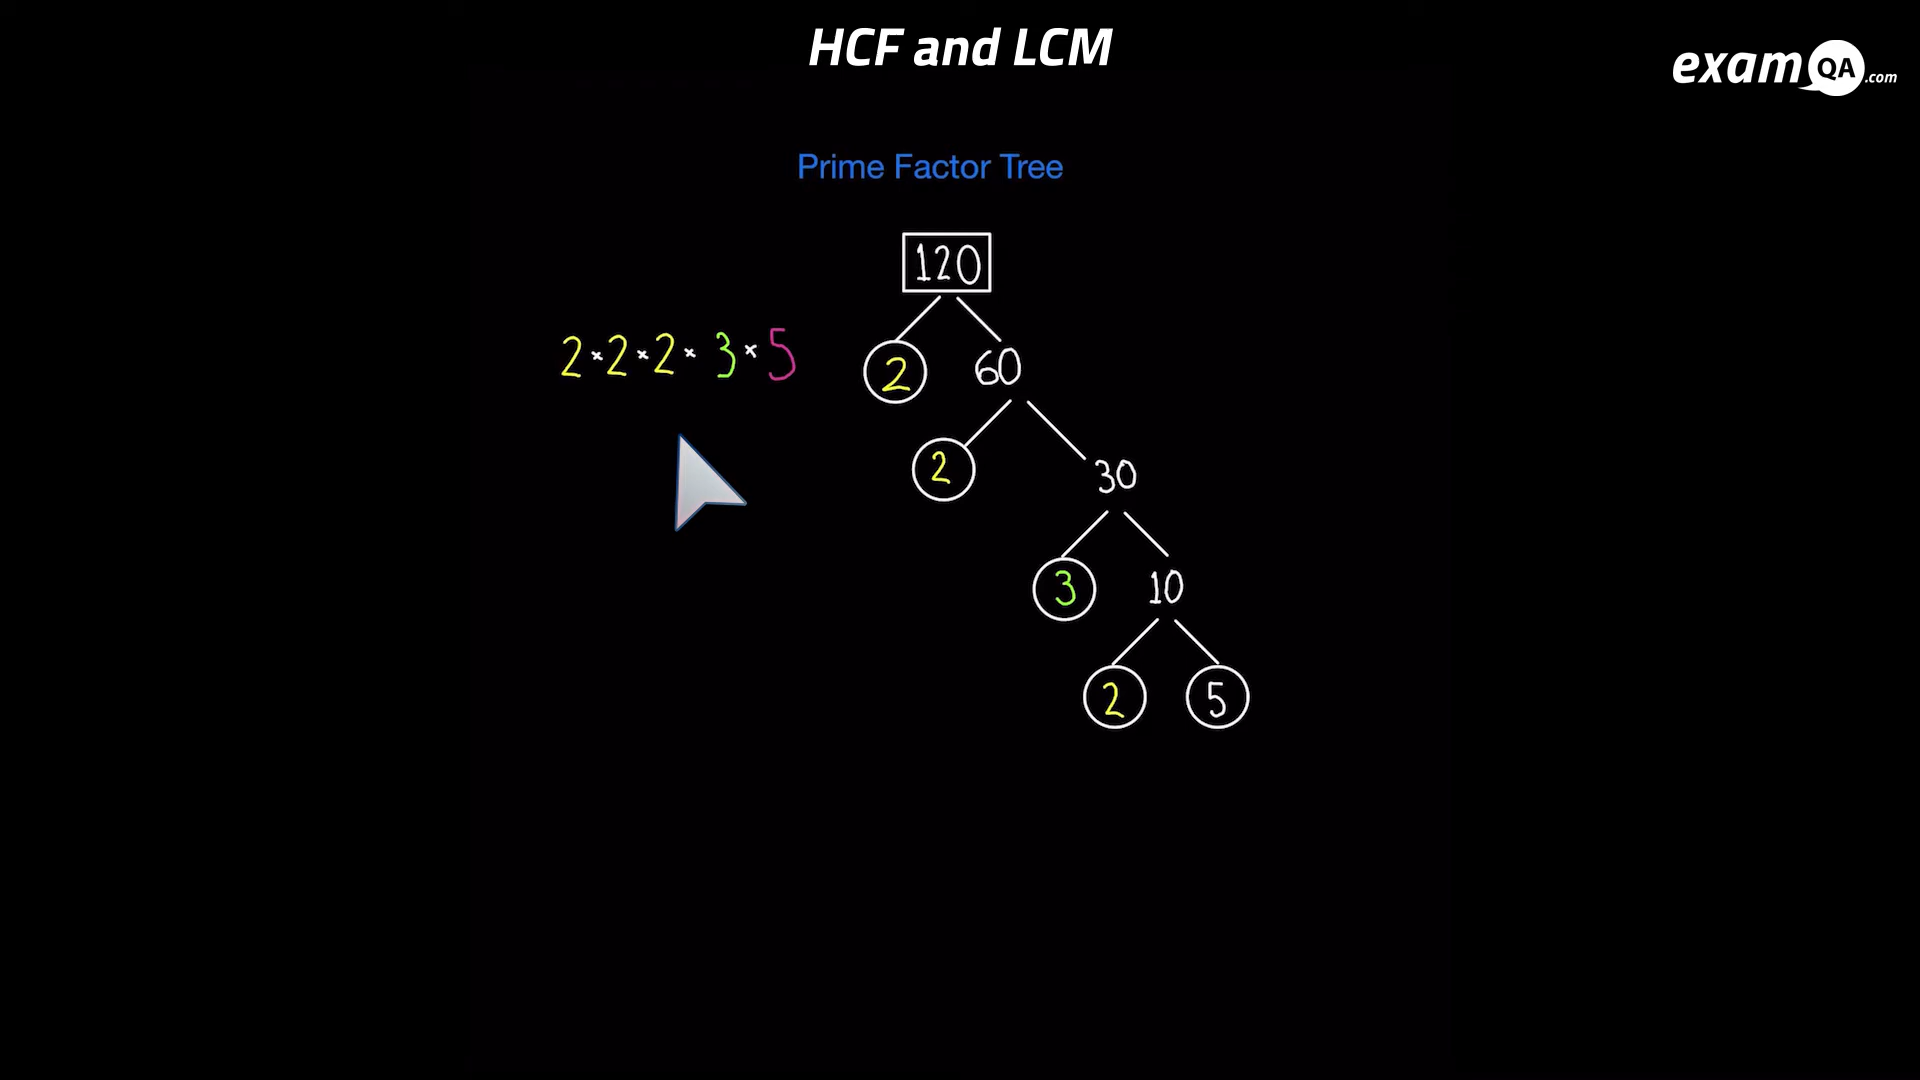 HCF and LCM
examQA.com
Prime Factor Tree
120
2 × 2 × 2 × 3 × 5
2 60
2 30
3 10
2 5